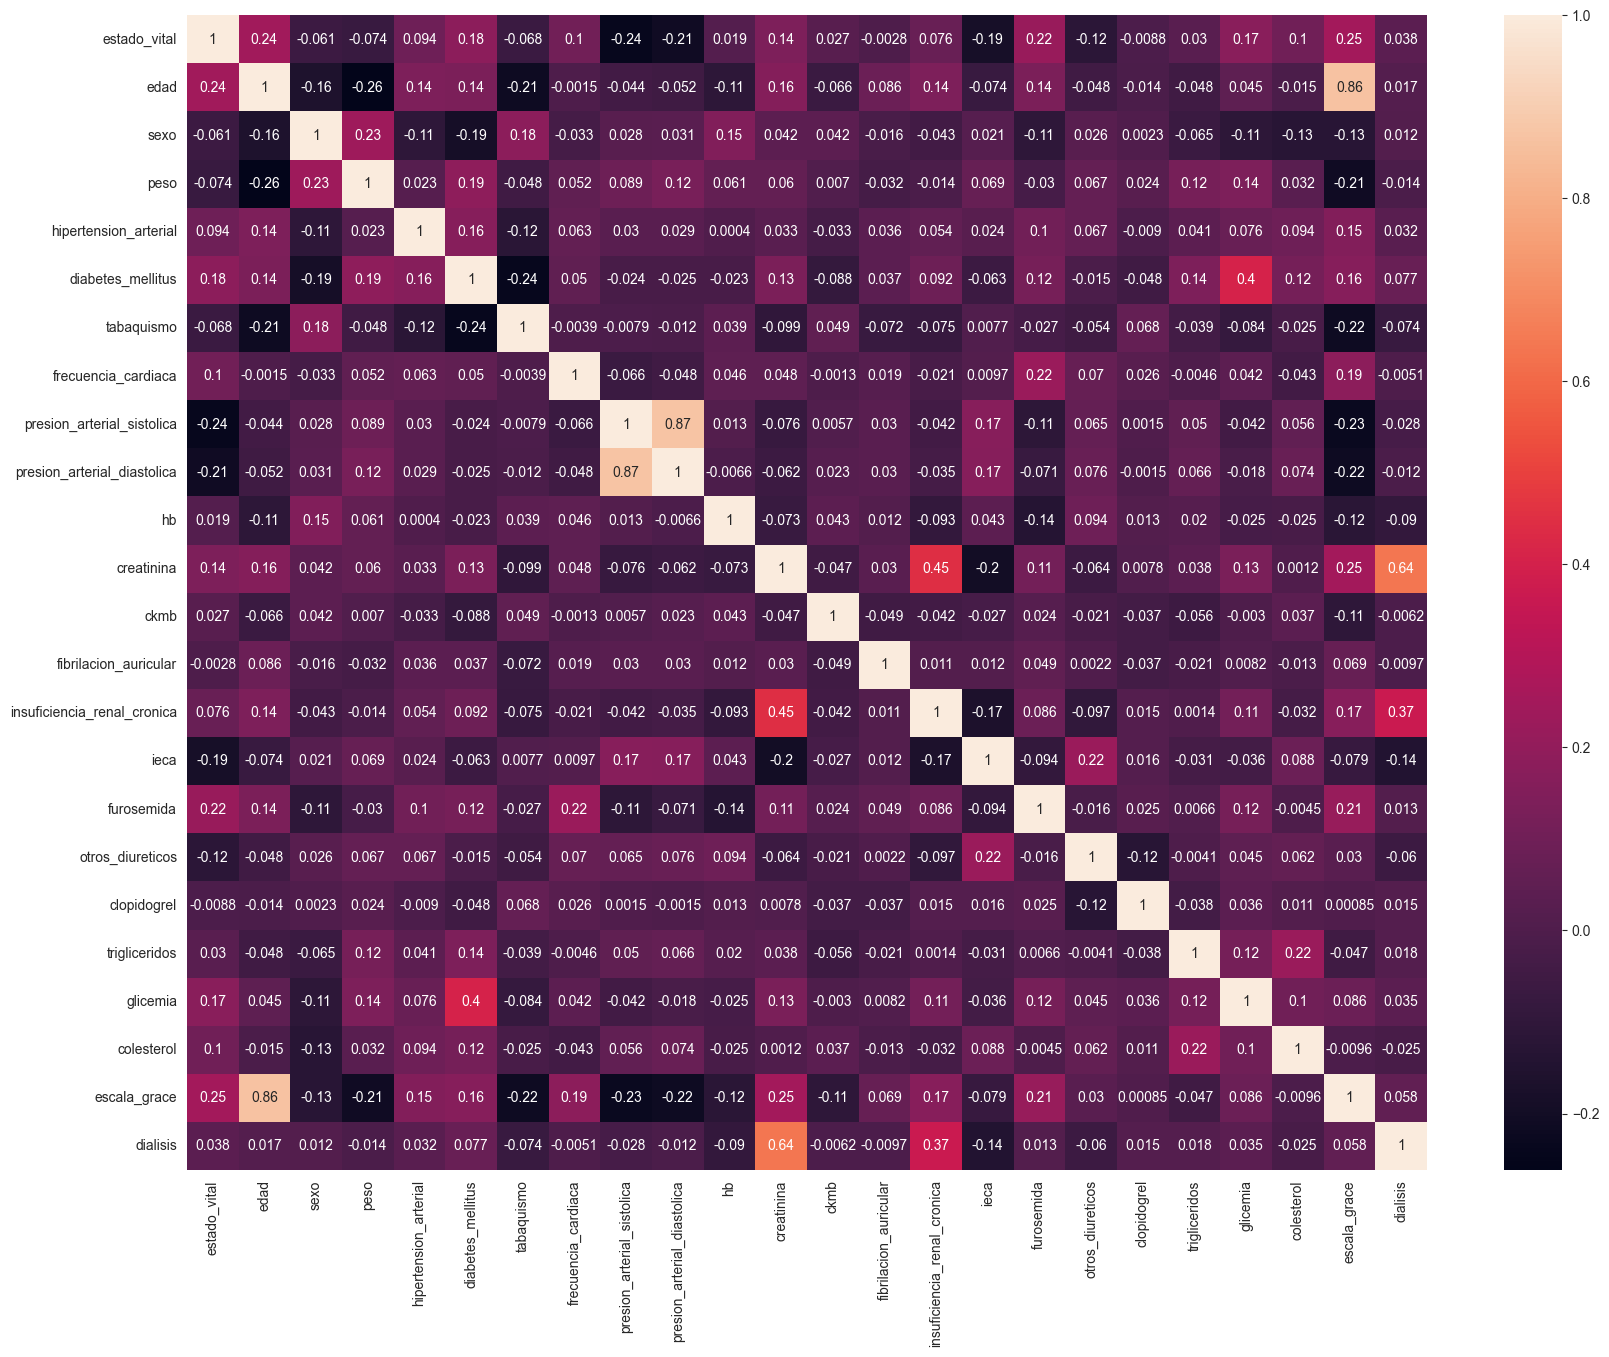 estado_vital 1 0.24 -0.061 -0.074 0.094 0.18 -0.068 0.1 -0.24 -0.21 0.019 0.14 0.027 -0.0028 0.076 -0.19 0.22 -0.12 -0.0088 0.03 0.17 0.1 0.25 0.038
edad 0.24 1 -0.16 -0.26 0.14 0.14 -0.21 -0.0015 -0.044 -0.052 -0.11 0.16 -0.066 0.086 0.14 -0.074 0.14 -0.048 -0.014 -0.048 0.045 -0.015 0.86 0.017
sexo -0.061 -0.16 1 0.23 -0.11 -0.19 0.18 -0.033 0.028 0.031 0.15 0.042 0.042 -0.016 -0.043 0.021 -0.11 0.026 0.0023 -0.065 -0.11 -0.13 -0.13 0.012
peso -0.074 -0.26 0.23 1 0.023 0.19 -0.048 0.052 0.089 0.12 0.061 0.06 0.007 -0.032 -0.014 0.069 -0.03 0.067 0.024 0.12 0.14 0.032 -0.21 -0.014
hipertension_arterial 0.094 0.14 -0.11 0.023 1 0.16 -0.12 0.063 0.03 0.029 0.0004 0.033 -0.033 0.036 0.054 0.024 0.1 0.067 -0.009 0.041 0.076 0.094 0.15 0.032
diabetes_mellitus 0.18 0.14 -0.19 0.19 0.16 1 -0.24 0.05 -0.024 -0.025 -0.023 0.13 -0.088 0.037 0.092 -0.063 0.12 -0.015 -0.048 0.14 0.4 0.12 0.16 0.077
tabaquismo -0.068 -0.21 0.18 -0.048 -0.12 -0.24 1 -0.0039 -0.0079 -0.012 0.039 -0.099 0.049 -0.072 -0.075 0.0077 -0.027 -0.054 0.068 -0.039 -0.084 -0.025 -0.22 -0.074
frecuencia_cardiaca 0.1 -0.0015 -0.033 0.052 0.063 0.05 -0.0039 1 -0.066 -0.048 0.046 0.048 -0.0013 0.019 -0.021 0.0097 0.22 0.07 0.026 -0.0046 0.042 -0.043 0.19 -0.0051
presion_arterial_sistolica -0.24 -0.044 0.028 0.089 0.03 -0.024 -0.0079 -0.066 1 0.87 0.013 -0.076 0.0057 0.03 -0.042 0.17 -0.11 0.065 0.0015 0.05 -0.042 0.056 -0.23 -0.028
presion_arterial_diastolica -0.21 -0.052 0.031 0.12 0.029 -0.025 -0.012 -0.048 0.87 1 -0.0066 -0.062 0.023 0.03 -0.035 0.17 -0.071 0.076 -0.0015 0.066 -0.018 0.074 -0.22 -0.012
hb 0.019 -0.11 0.15 0.061 0.0004 -0.023 0.039 0.046 0.013 -0.0066 1 -0.073 0.043 0.012 -0.093 0.043 -0.14 0.094 0.013 0.02 -0.025 -0.025 -0.12 -0.09
creatinina 0.14 0.16 0.042 0.06 0.033 0.13 -0.099 0.048 -0.076 -0.062 -0.073 1 -0.047 0.03 0.45 -0.2 0.11 -0.064 0.0078 0.038 0.13 0.0012 0.25 0.64
ckmb 0.027 -0.066 0.042 0.007 -0.033 -0.088 0.049 -0.0013 0.0057 0.023 0.043 -0.047 1 -0.049 -0.042 -0.027 0.024 -0.021 -0.037 -0.056 -0.003 0.037 -0.11 -0.0062
fibrilacion_auricular -0.0028 0.086 -0.016 -0.032 0.036 0.037 -0.072 0.019 0.03 0.03 0.012 0.03 -0.049 1 0.011 0.012 0.049 0.0022 -0.037 -0.021 0.0082 -0.013 0.069 -0.0097
insuficiencia_renal_cronica 0.076 0.14 -0.043 -0.014 0.054 0.092 -0.075 -0.021 -0.042 -0.035 -0.093 0.45 -0.042 0.011 1 -0.17 0.086 -0.097 0.015 0.0014 0.11 -0.032 0.17 0.37
ieca -0.19 -0.074 0.021 0.069 0.024 -0.063 0.0077 0.0097 0.17 0.17 0.043 -0.2 -0.027 0.012 -0.17 1 -0.094 0.22 0.016 -0.031 -0.036 0.088 -0.079 -0.14
furosemida 0.22 0.14 -0.11 -0.03 0.1 0.12 -0.027 0.22 -0.11 -0.071 -0.14 0.11 0.024 0.049 0.086 -0.094 1 -0.016 0.025 0.0066 0.12 -0.0045 0.21 0.013
otros_diureticos -0.12 -0.048 0.026 0.067 0.067 -0.015 -0.054 0.07 0.065 0.076 0.094 -0.064 -0.021 0.0022 -0.097 0.22 -0.016 1 -0.12 -0.0041 0.045 0.062 0.03 -0.06
clopidogrel -0.0088 -0.014 0.0023 0.024 -0.009 -0.048 0.068 0.026 0.0015 -0.0015 0.013 0.0078 -0.037 -0.037 0.015 0.016 0.025 -0.12 1 -0.038 0.036 0.011 0.00085 0.015
trigliceridos 0.03 -0.048 -0.065 0.12 0.041 0.14 -0.039 -0.0046 0.05 0.066 0.02 0.038 -0.056 -0.021 0.0014 -0.031 0.0066 -0.0041 -0.038 1 0.12 0.22 -0.047 0.018
glicemia 0.17 0.045 -0.11 0.14 0.076 0.4 -0.084 0.042 -0.042 -0.018 -0.025 0.13 -0.003 0.0082 0.11 -0.036 0.12 0.045 0.036 0.12 1 0.1 0.086 0.035
colesterol 0.1 -0.015 -0.13 0.032 0.094 0.12 -0.025 -0.043 0.056 0.074 -0.025 0.0012 0.037 -0.013 -0.032 0.088 -0.0045 0.062 0.011 0.22 0.1 1 -0.0096 -0.025
escala_grace 0.25 0.86 -0.13 -0.21 0.15 0.16 -0.22 0.19 -0.23 -0.22 -0.12 0.25 -0.11 0.069 0.17 -0.079 0.21 0.03 0.00085 -0.047 0.086 -0.0096 1 0.058
dialisis 0.038 0.017 0.012 -0.014 0.032 0.077 -0.074 -0.0051 -0.028 -0.012 -0.09 0.64 -0.0062 -0.0097 0.37 -0.14 0.013 -0.06 0.015 0.018 0.035 -0.025 0.058 1
estado_vital
edad
sexo
peso
hipertension_arterial
diabetes_mellitus
tabaquismo
frecuencia_cardiaca
presion_arterial_sistolica
presion_arterial_diastolica
hb
creatinina
ckmb
fibrilacion_auricular
insuficiencia_renal_cronica
ieca
furosemida
otros_diureticos
clopidogrel
trigliceridos
glicemia
colesterol
escala_grace
dialisis
1.0
0.8
0.6
0.4
0.2
0.0
−0.2